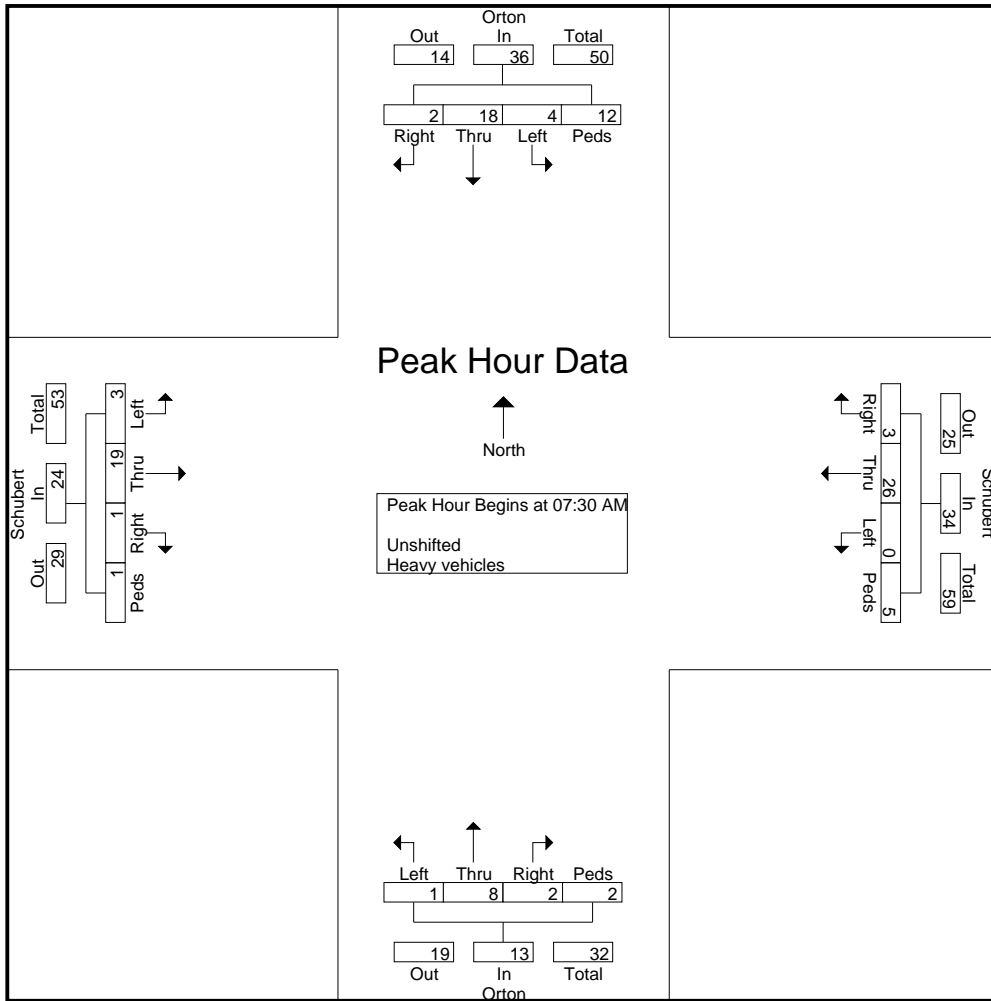 Orton
Out In Total
14 36 50
2 18 4 12
Right Thru Left Peds
Peak Hour Data
North
Peak Hour Begins at 07:30 AM
Unshifted
Heavy vehicles
Schubert
Total In Out
53 24 29
3 19 1 1
Left Thru Right Peds
Schubert
Out In Total
25 34 59
3 26 0 5
Right Thru Left Peds
Left Thru Right Peds
1 8 2 2
19 13 32
Out In Total
Orton